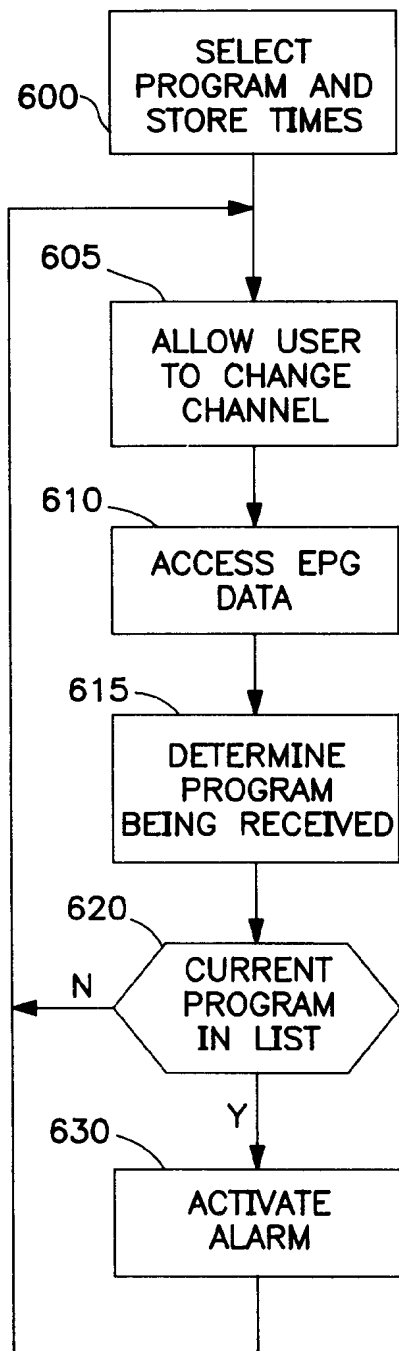 600
SELECT
PROGRAM AND
STORE TIMES
605
ALLOW USER
TO CHANGE
CHANNEL
610
ACCESS EPG
DATA
615
DETERMINE
PROGRAM
BEING RECEIVED
620
CURRENT
PROGRAM
IN LIST
N
Y
630
ACTIVATE
ALARM